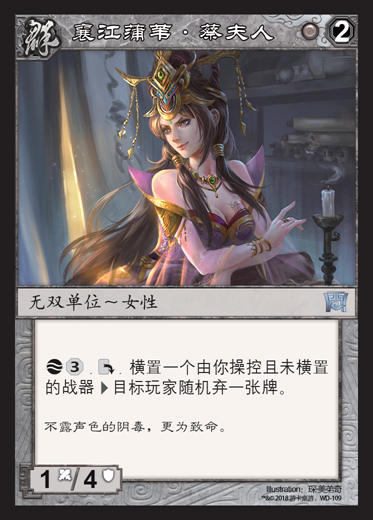 群 襄江蒲苇·蔡夫人 2
无双单位～女性
3 . . 横置一个由你操控且未横置
的战器▶目标玩家随机弃一张牌。
不露声色的阴毒，更为致命。
1/4
Illustration: 琛·美弟奇
™&© 2018 游卡桌游. WD-109